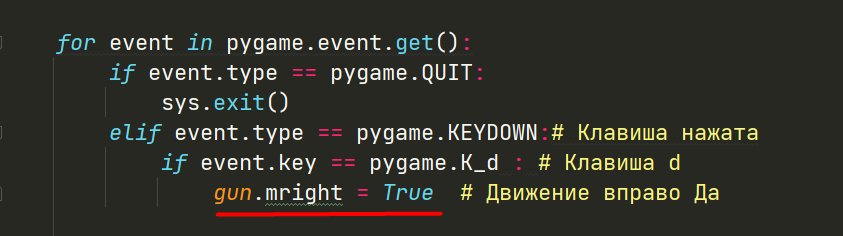 for event in pygame.event.get():
if event.type == pygame.QUIT:
sys.exit()
elif event.type == pygame.KEYDOWN:# Клавиша нажата
if event.key == pygame.K_d : # Клавиша d
gun.mright = True  # Движение вправо Да